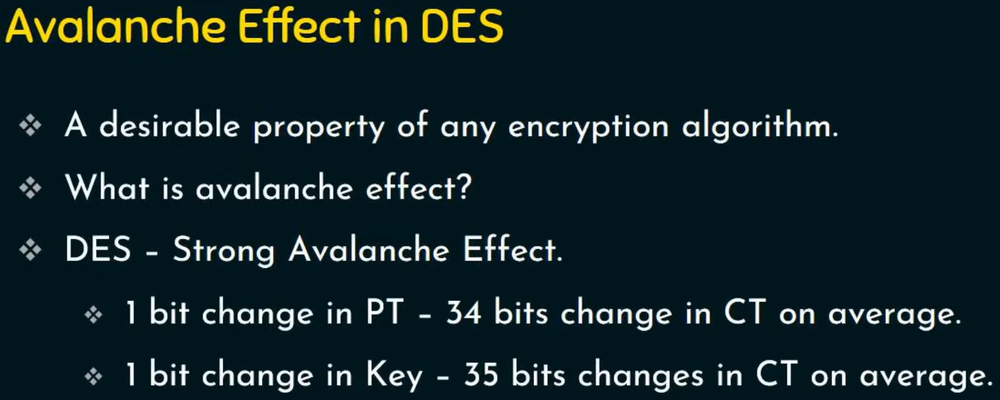 Avalanche Effect in DES
❖ A desirable property of any encryption algorithm.
❖ What is avalanche effect?
❖ DES – Strong Avalanche Effect.
❖ 1 bit change in PT – 34 bits change in CT on average.
❖ 1 bit change in Key – 35 bits changes in CT on average.